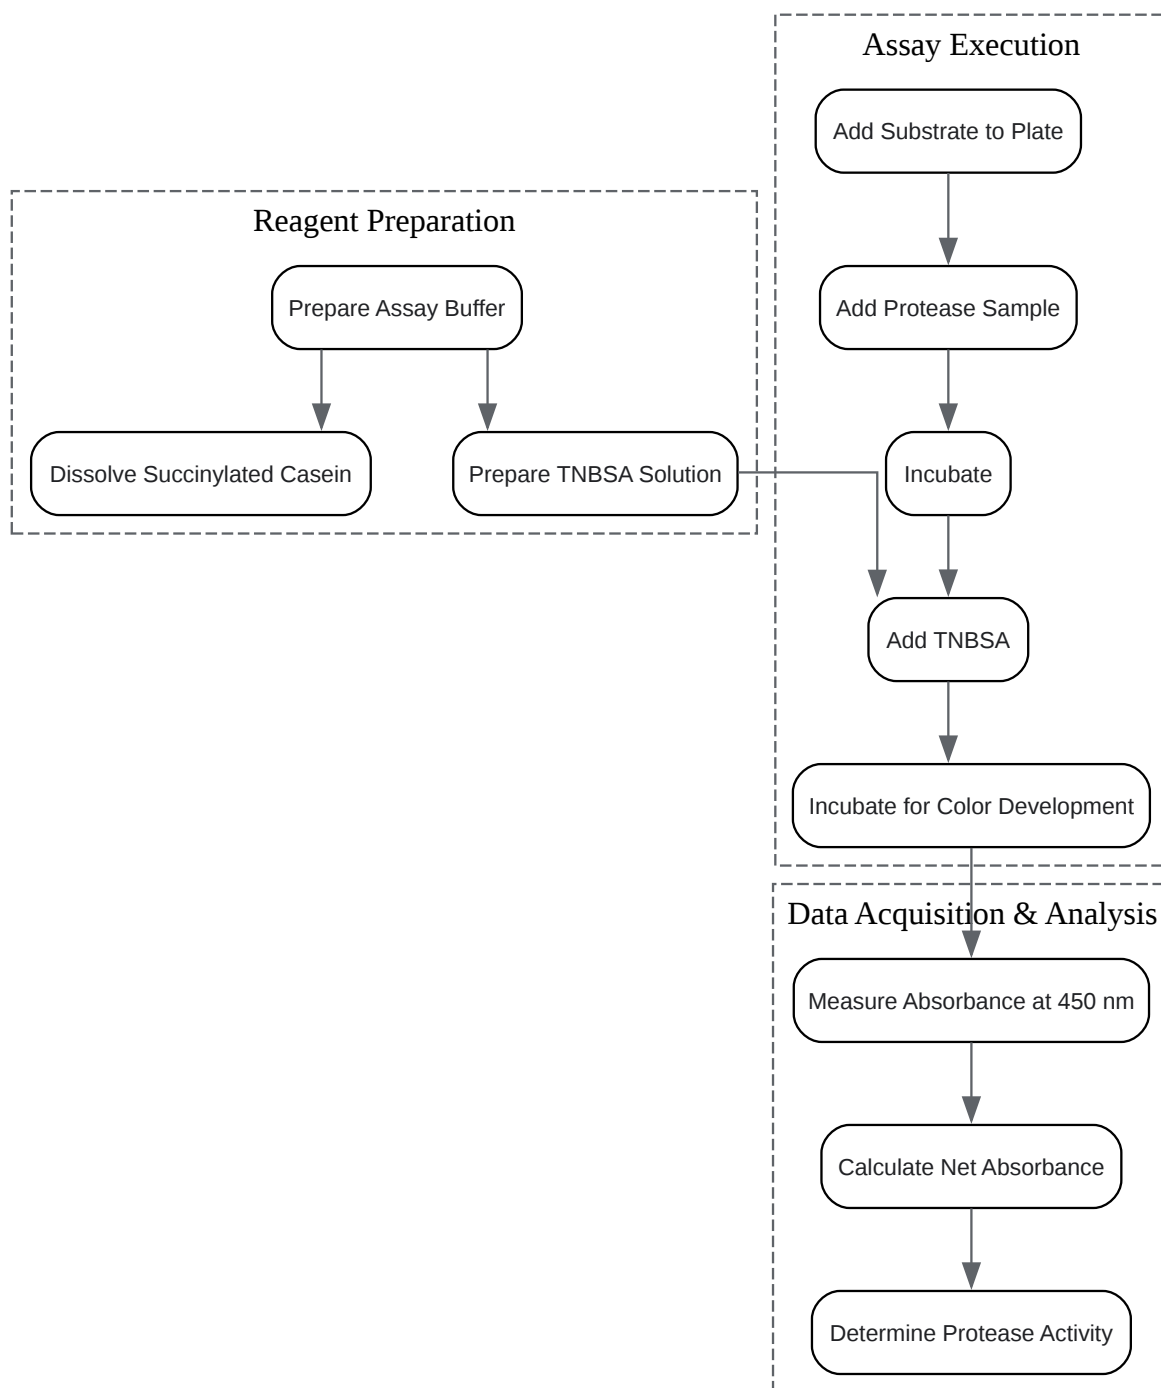 Assay Execution
Add Substrate to Plate
Reagent Preparation
Prepare Assay Buffer
Add Protease Sample
Dissolve Succinylated Casein
Prepare TNBSA Solution
Incubate
Add TNBSA
Incubate for Color Development
Data Acquisition & Analysis
Measure Absorbance at 450 nm
Calculate Net Absorbance
Determine Protease Activity